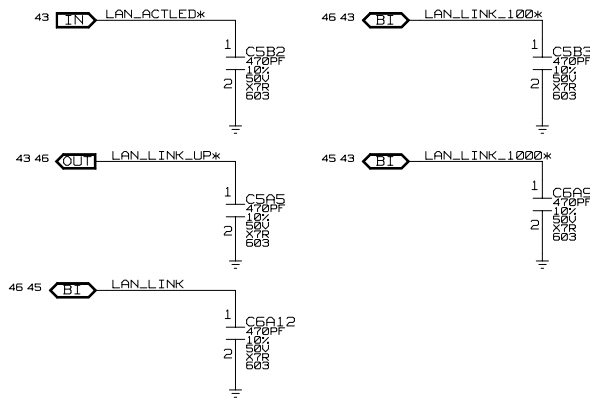 43 IN LAN_ACTLED*
1
C5B2
470PF
10%
50V
X7R
603
2
46 43 BI LAN_LINK_100*
1
C5B3
470PF
10%
50V
X7R
603
2
43 46 OUT LAN_LINK_UP*
1
C5A5
470PF
10%
50V
X7R
603
2
45 43 BI LAN_LINK_1000*
1
C6A9
470PF
10%
50V
X7R
603
2
46 45 BI LAN_LINK
1
C6A12
470PF
10%
50V
X7R
603
2